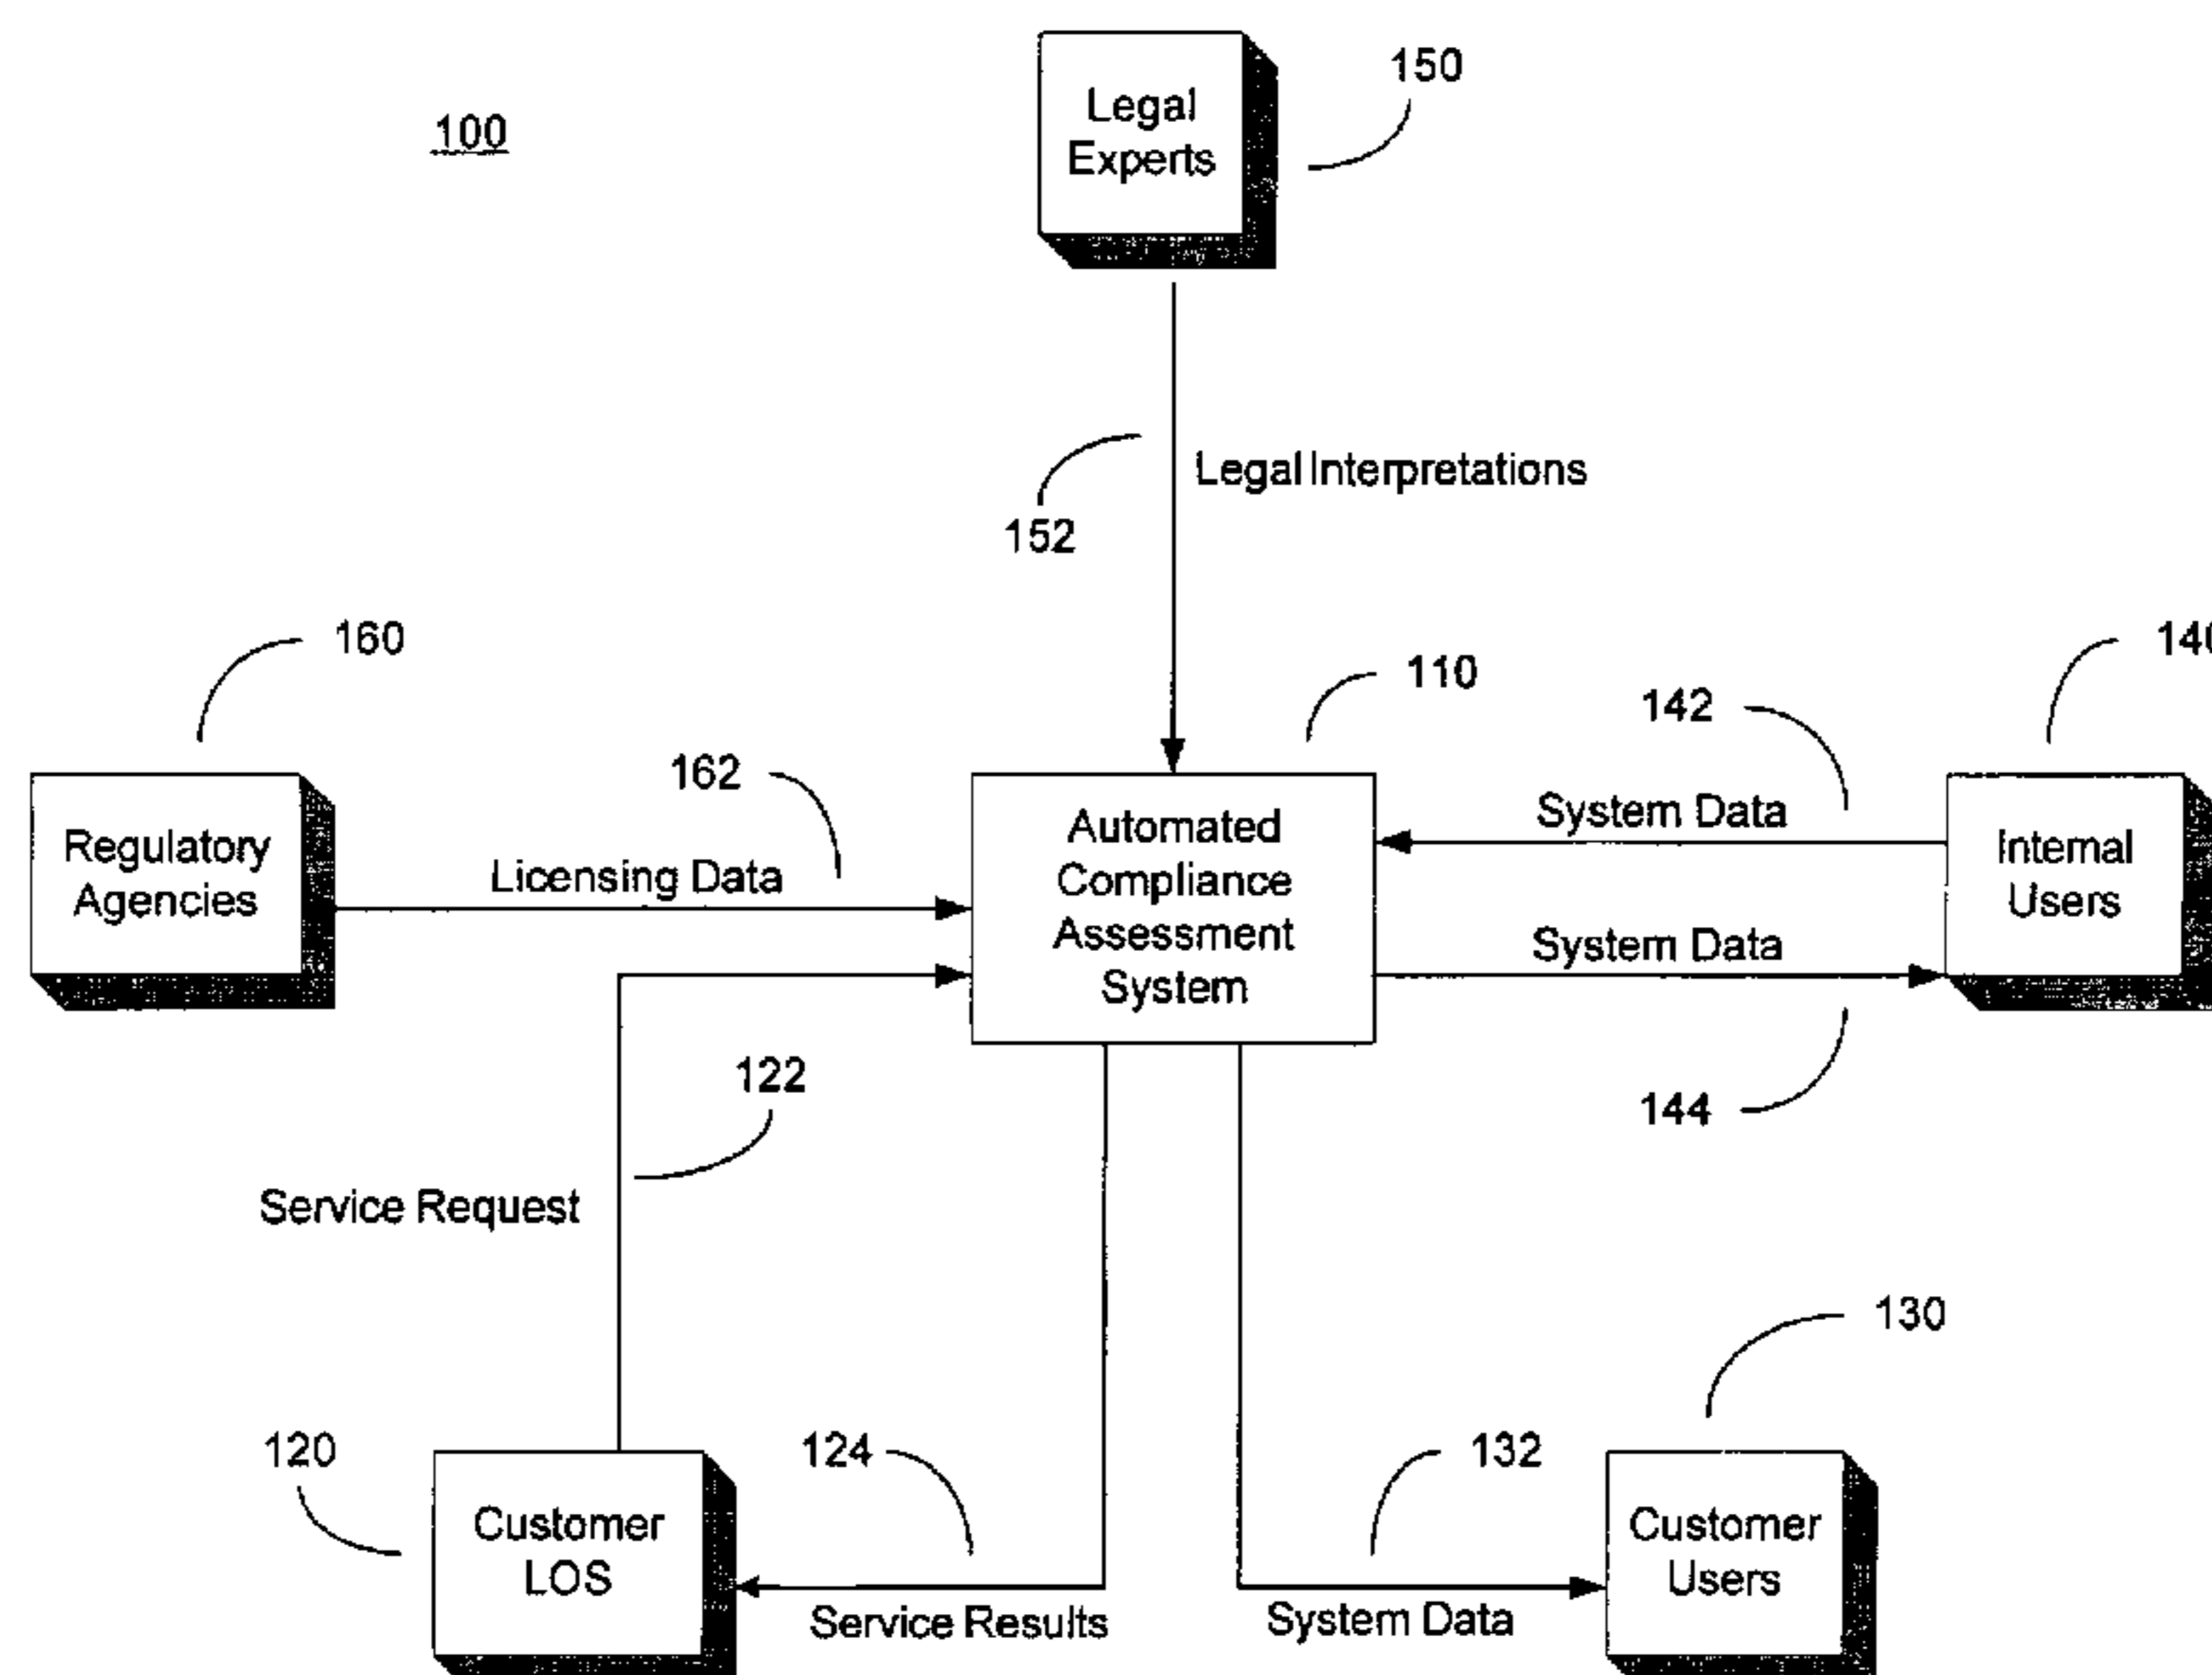 100
Legal
Experts
150
Legal Interpretations
152
160
110
140
142
162
Regulatory
Agencies
Licensing Data
Automated
Compliance
Assessment
System
System Data
System Data
Internal
Users
144
122
Service Request
130
120
124
132
Customer
LOS
Customer
Users
Service Results
System Data